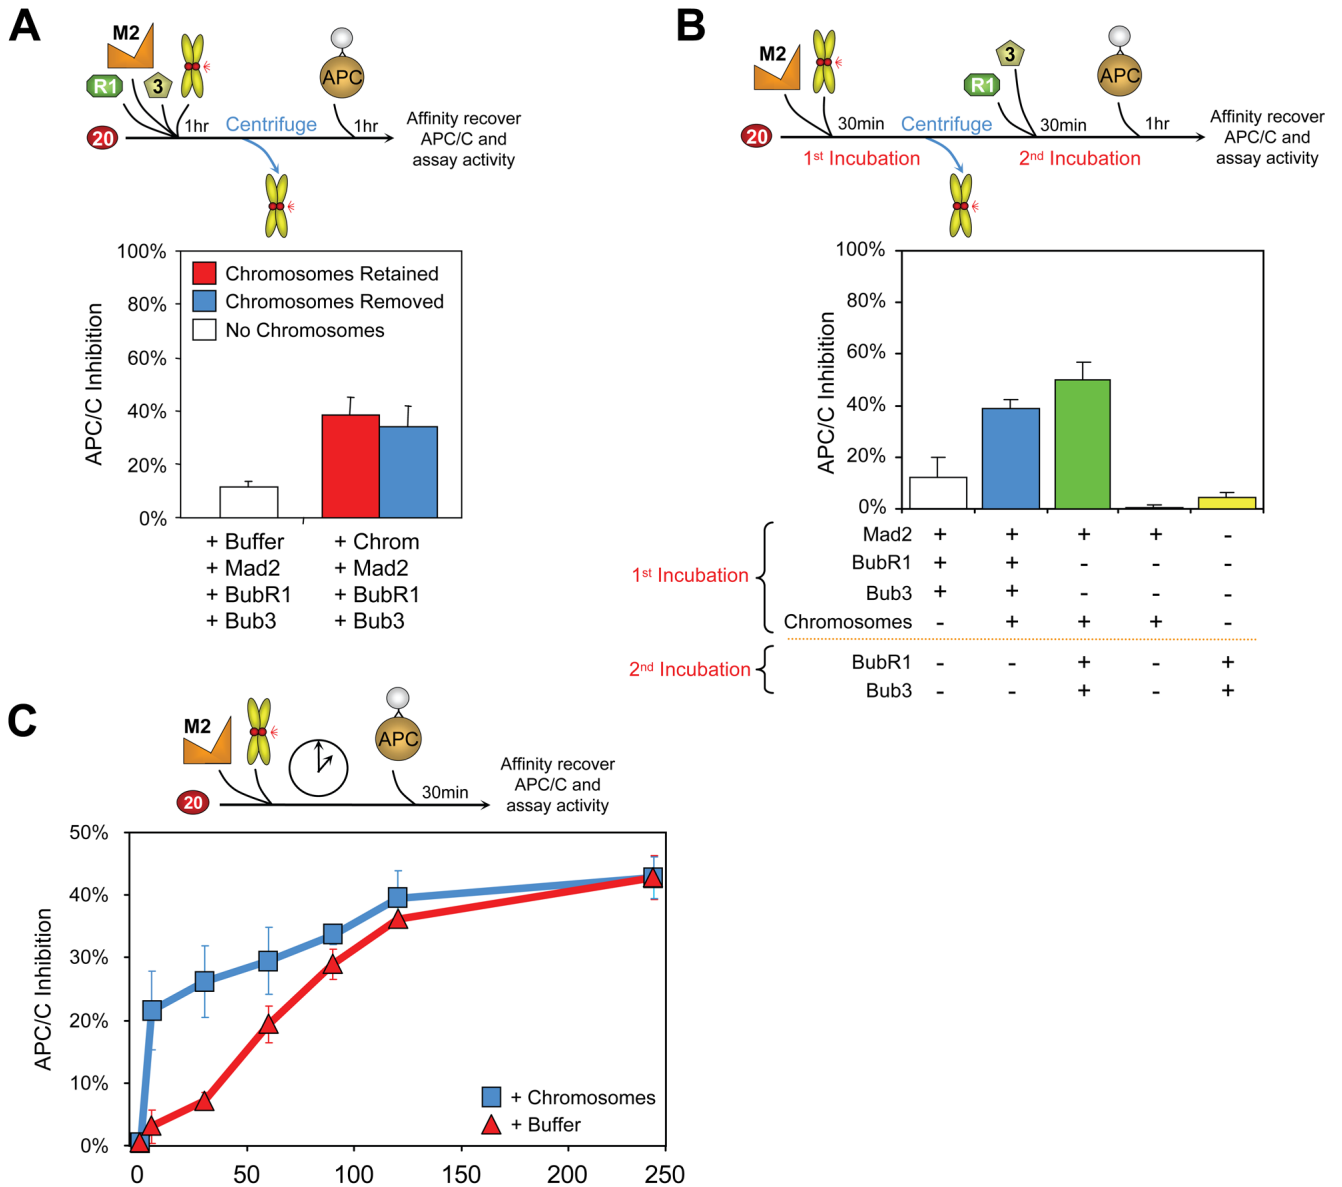 A
M2
R1
3
20
1hr
Centrifuge
APC
1hr
Affinity recover
APC/C and
assay activity
100%
80%
60%
40%
20%
0%
APC/C Inhibition
Chromosomes Retained
Chromosomes Removed
No Chromosomes
+ Buffer
+ Mad2
+ BubR1
+ Bub3
+ Chrom
+ Mad2
+ BubR1
+ Bub3
B
M2
20
30min
1st Incubation
Centrifuge
R1
3
30min
2nd Incubation
APC
1hr
Affinity recover
APC/C and
assay activity
100%
80%
60%
40%
20%
0%
APC/C Inhibition
1st Incubation
Mad2 + + + + -
BubR1 + + - - -
Bub3 + + - - -
Chromosomes - + + + -
2nd Incubation
BubR1 - - + - +
Bub3 - - + - +
C
M2
20
APC
30min
Affinity recover
APC/C and
assay activity
50%
40%
30%
20%
10%
0%
APC/C Inhibition
+ Chromosomes
+ Buffer
0 50 100 150 200 250